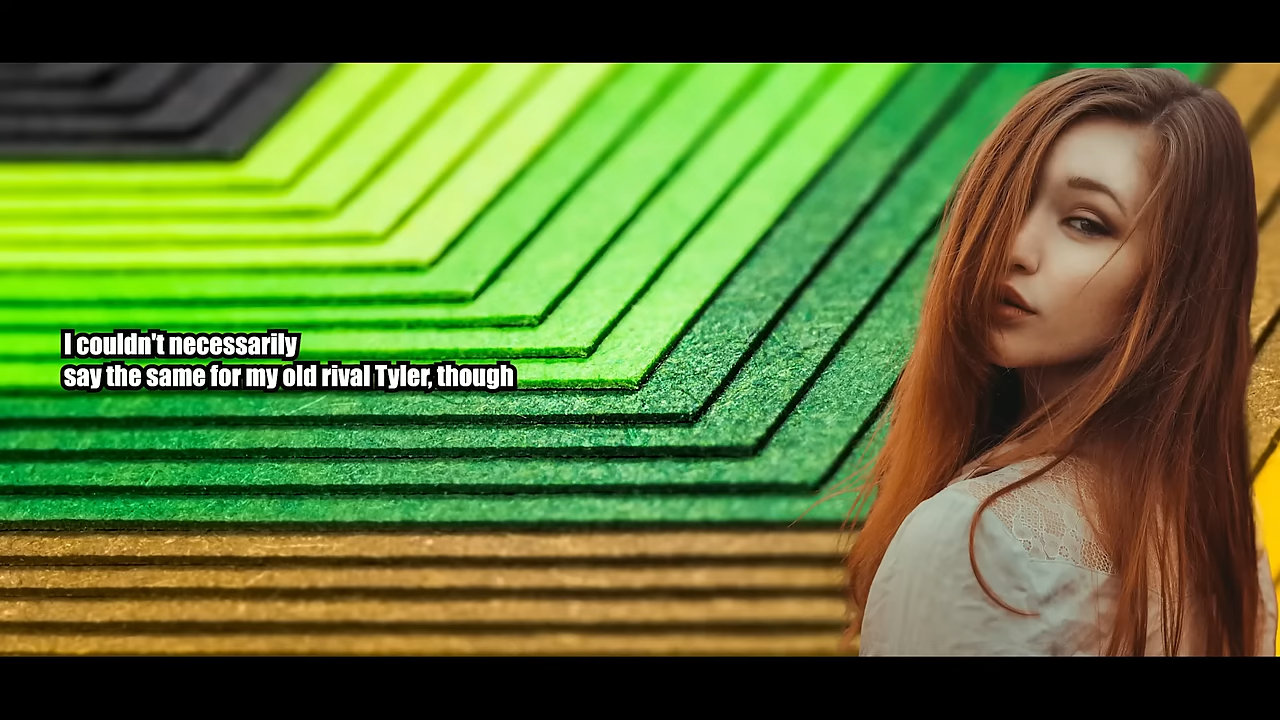 I couldn't necessarily
say the same for my old rival Tyler, though